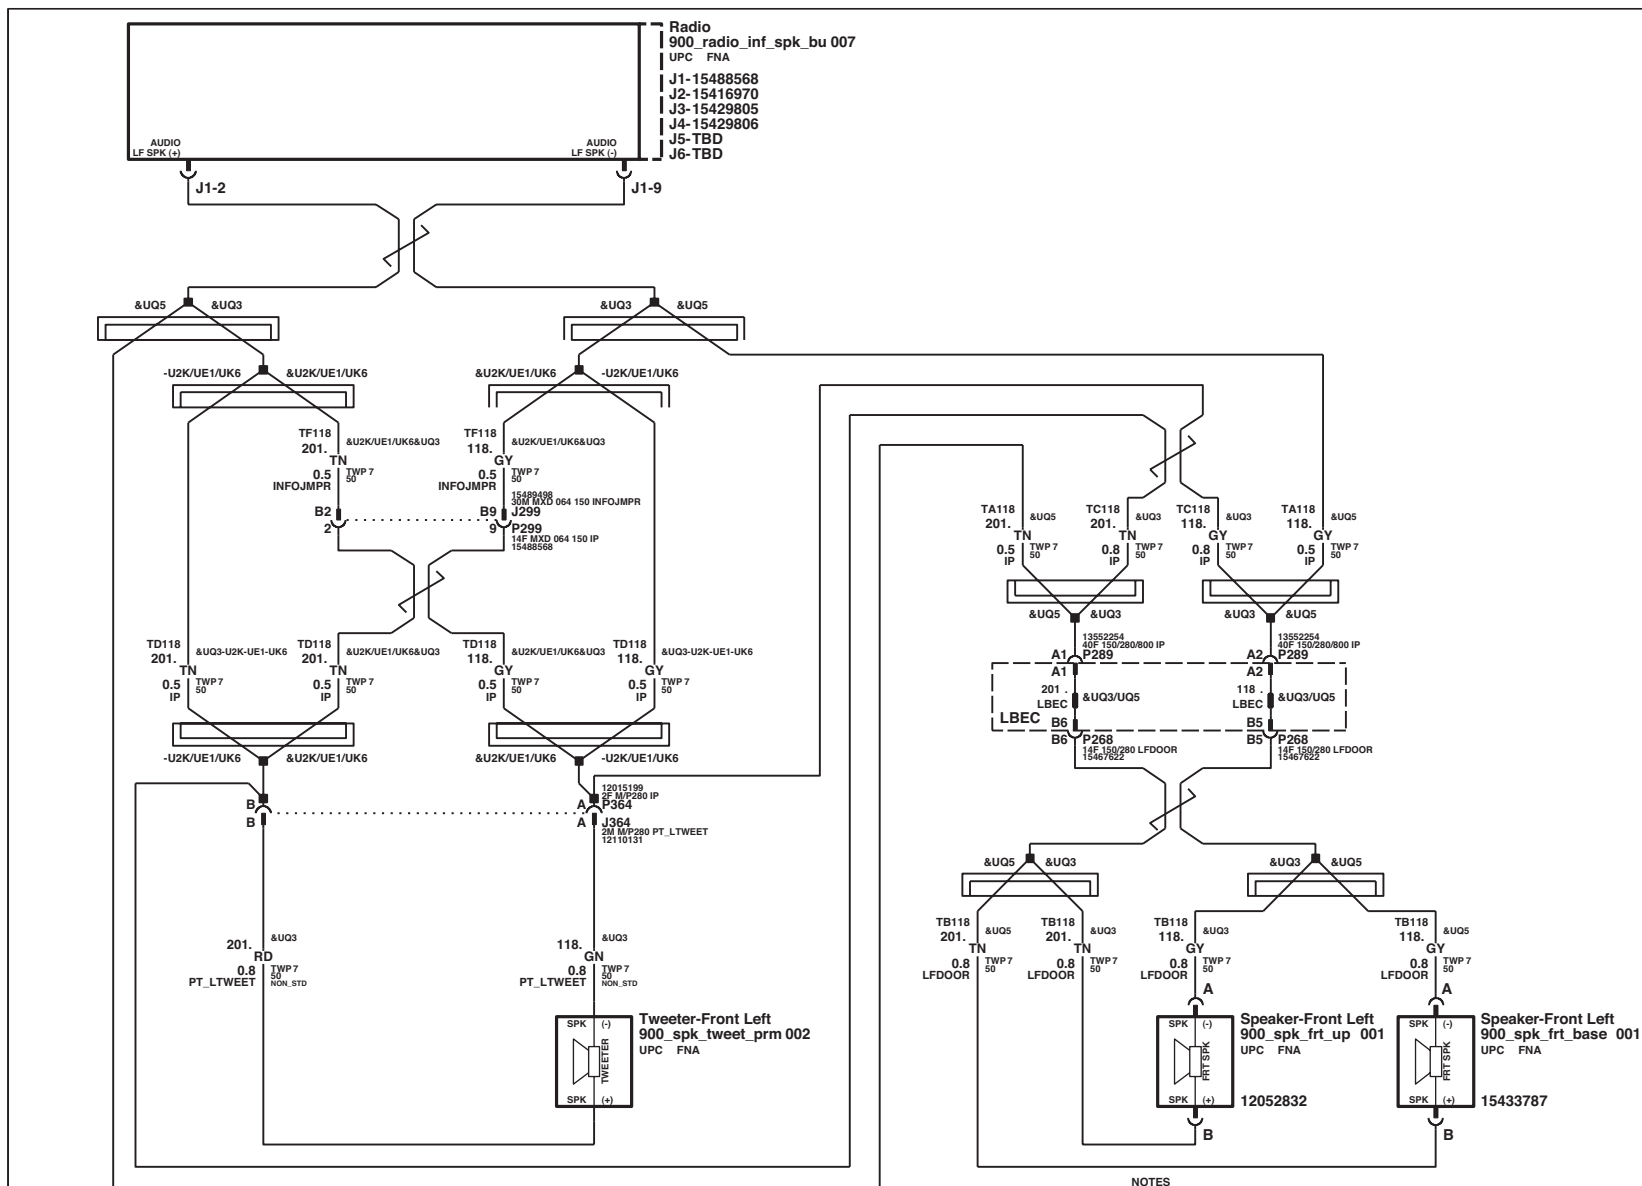 Radio
900_radio_inf_spk_bu 007
UPC FNA
J1-15488568
J2-15416970
J3-15429805
J4-15429806
J5-TBD
J6-TBD
AUDIO
LF SPK (+)
AUDIO
LF SPK (-)
J1-2
J1-9
&UQ5 &UQ3
&UQ3 &UQ5
-U2K/UE1/UK6 &U2K/UE1/UK6
&U2K/UE1/UK6 -U2K/UE1/UK6
TF118
201.
TN
0.5
INFOJMPR
&U2K/UE1/UK6&UQ3
TWP 7
50
TF118
118.
GY
0.5
INFOJMPR
&U2K/UE1/UK6&UQ3
TWP 7
50
15489498
30M MXD 064 150 INFOJMPR
B2
2
B9 J299
9 P299
14F MXD 064 150 IP
15488568
TD118
201.
TN
0.5
IP
&UQ3-U2K-UE1-UK6
TWP 7
50
TD118
201.
TN
0.5
IP
&U2K/UE1/UK6&UQ3
TWP 7
50
TD118
118.
GY
0.5
IP
&U2K/UE1/UK6&UQ3
TWP 7
50
TD118
118.
GY
0.5
IP
&UQ3-U2K-UE1-UK6
TWP 7
50
-U2K/UE1/UK6 &U2K/UE1/UK6
&U2K/UE1/UK6 -U2K/UE1/UK6
B
B
12015199
2F M/P280 IP
A P364
A J364
2M M/P280 PT_LTWEET
12110131
201.
RD
0.8
PT_LTWEET
&UQ3
TWP 7
50
NON_STD
118.
GN
0.8
PT_LTWEET
&UQ3
TWP 7
50
NON_STD
SPK (-)
TWEETER
SPK (+)
Tweeter-Front Left
900_spk_tweet_prm 002
UPC FNA
TA118
201.
TN
0.5
IP
&UQ5
TWP 7
50
TC118
201.
TN
0.8
IP
&UQ3
TWP 7
50
TC118
118.
GY
0.8
IP
&UQ3
TWP 7
50
TA118
118.
GY
0.5
IP
&UQ5
TWP 7
50
&UQ5 &UQ3
&UQ3 &UQ5
13552254
40F 150/280/800 IP
A1 P289
A1
201 .
LBEC
&UQ3/UQ5
LBEC
B6
B6 P268
14F 150/280 LFDOOR
15467622
13552254
40F 150/280/800 IP
A2 P289
A2
118 .
LBEC
&UQ3/UQ5
B5
B5 P268
14F 150/280 LFDOOR
15467622
&UQ5 &UQ3
&UQ3 &UQ5
TB118
201.
TN
0.8
LFDOOR
&UQ5
TWP 7
50
TB118
201.
TN
0.8
LFDOOR
&UQ3
TWP 7
50
TB118
118.
GY
0.8
LFDOOR
&UQ3
TWP 7
50
TB118
118.
GY
0.8
LFDOOR
&UQ5
TWP 7
50
A
SPK (-)
FRT SPK
SPK (+)
B
Speaker-Front Left
900_spk_frt_up 001
UPC FNA
12052832
A
SPK (-)
FRT SPK
SPK (+)
B
Speaker-Front Left
900_spk_frt_base 001
UPC FNA
15433787
NOTES